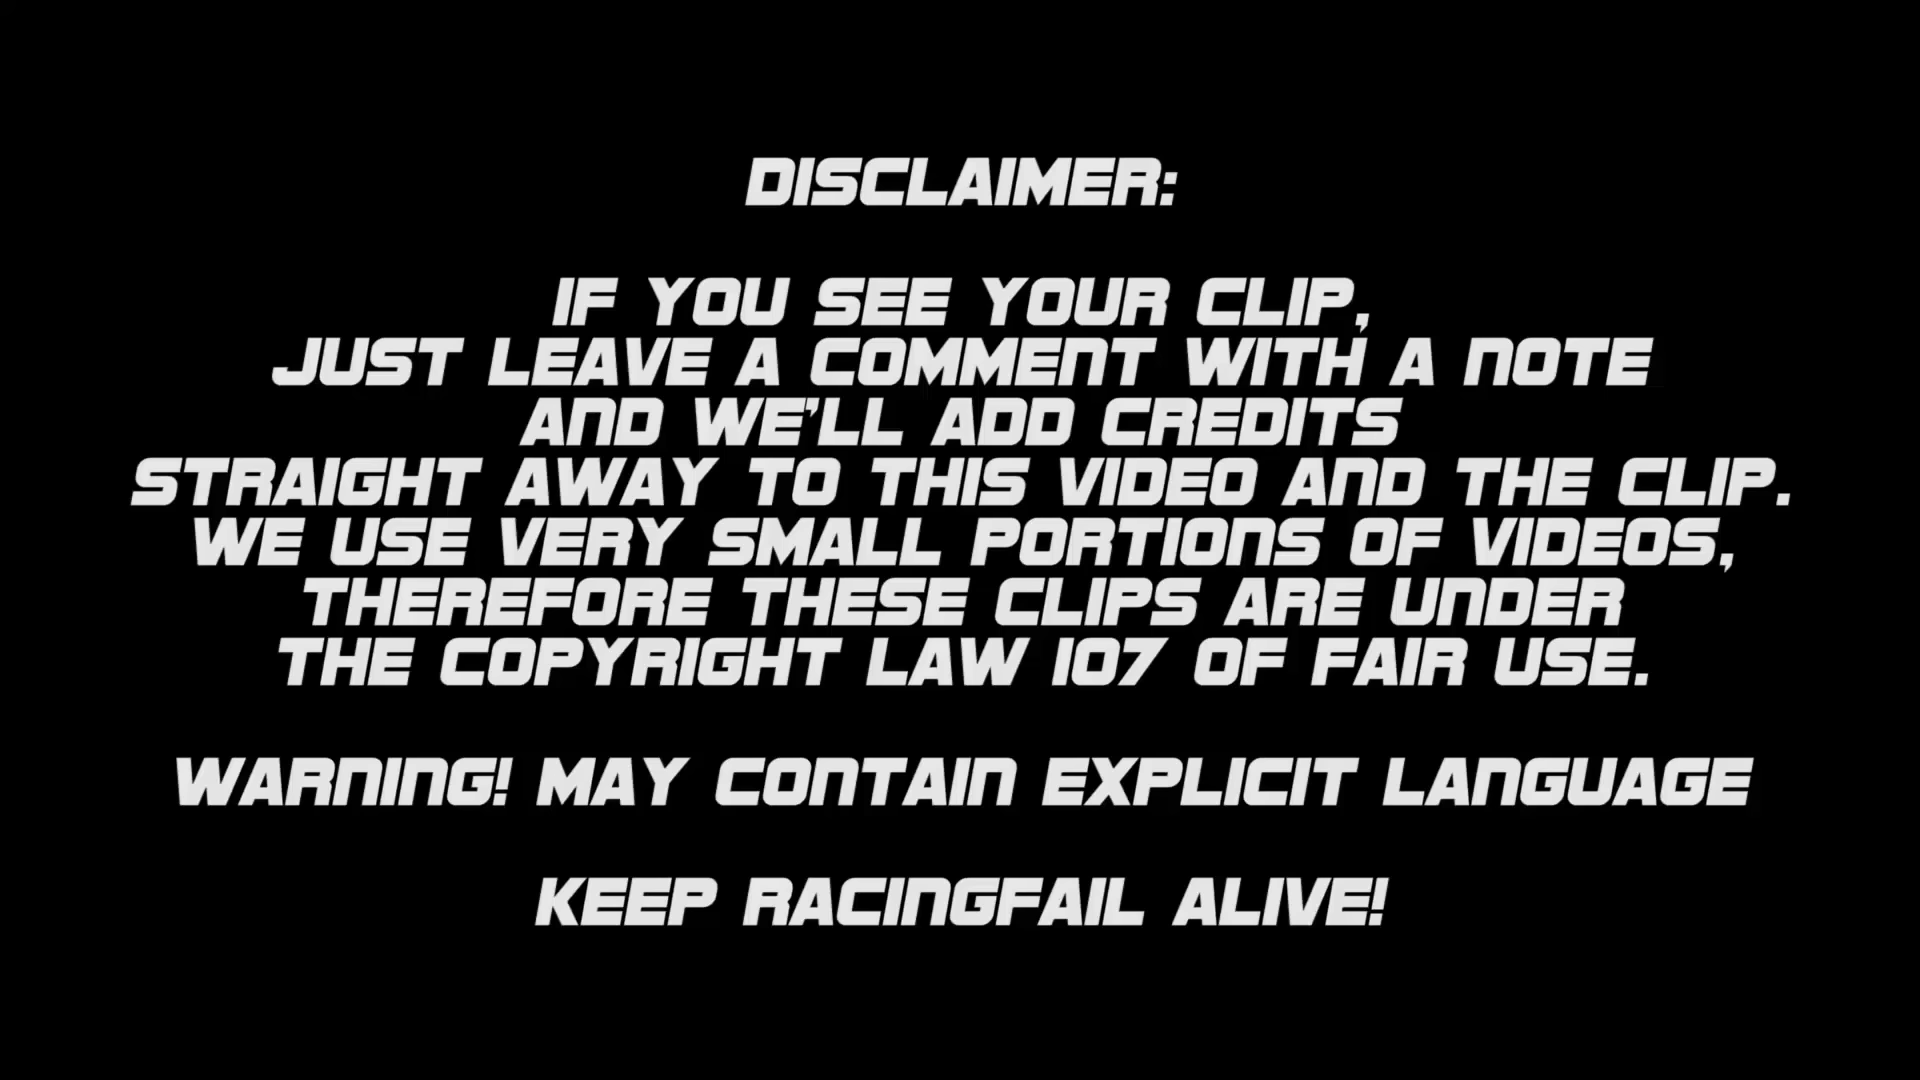 DISCLAIMER:
IF YOU SEE YOUR CLIP,
JUST LEAVE A COMMENT WITH A NOTE
AND WE'LL ADD CREDITS
STRAIGHT AWAY TO THIS VIDEO AND THE CLIP.
WE USE VERY SMALL PORTIONS OF VIDEOS,
THEREFORE THESE CLIPS ARE UNDER
THE COPYRIGHT LAW 107 OF FAIR USE.
WARNING! MAY CONTAIN EXPLICIT LANGUAGE
KEEP RACINGFAIL ALIVE!